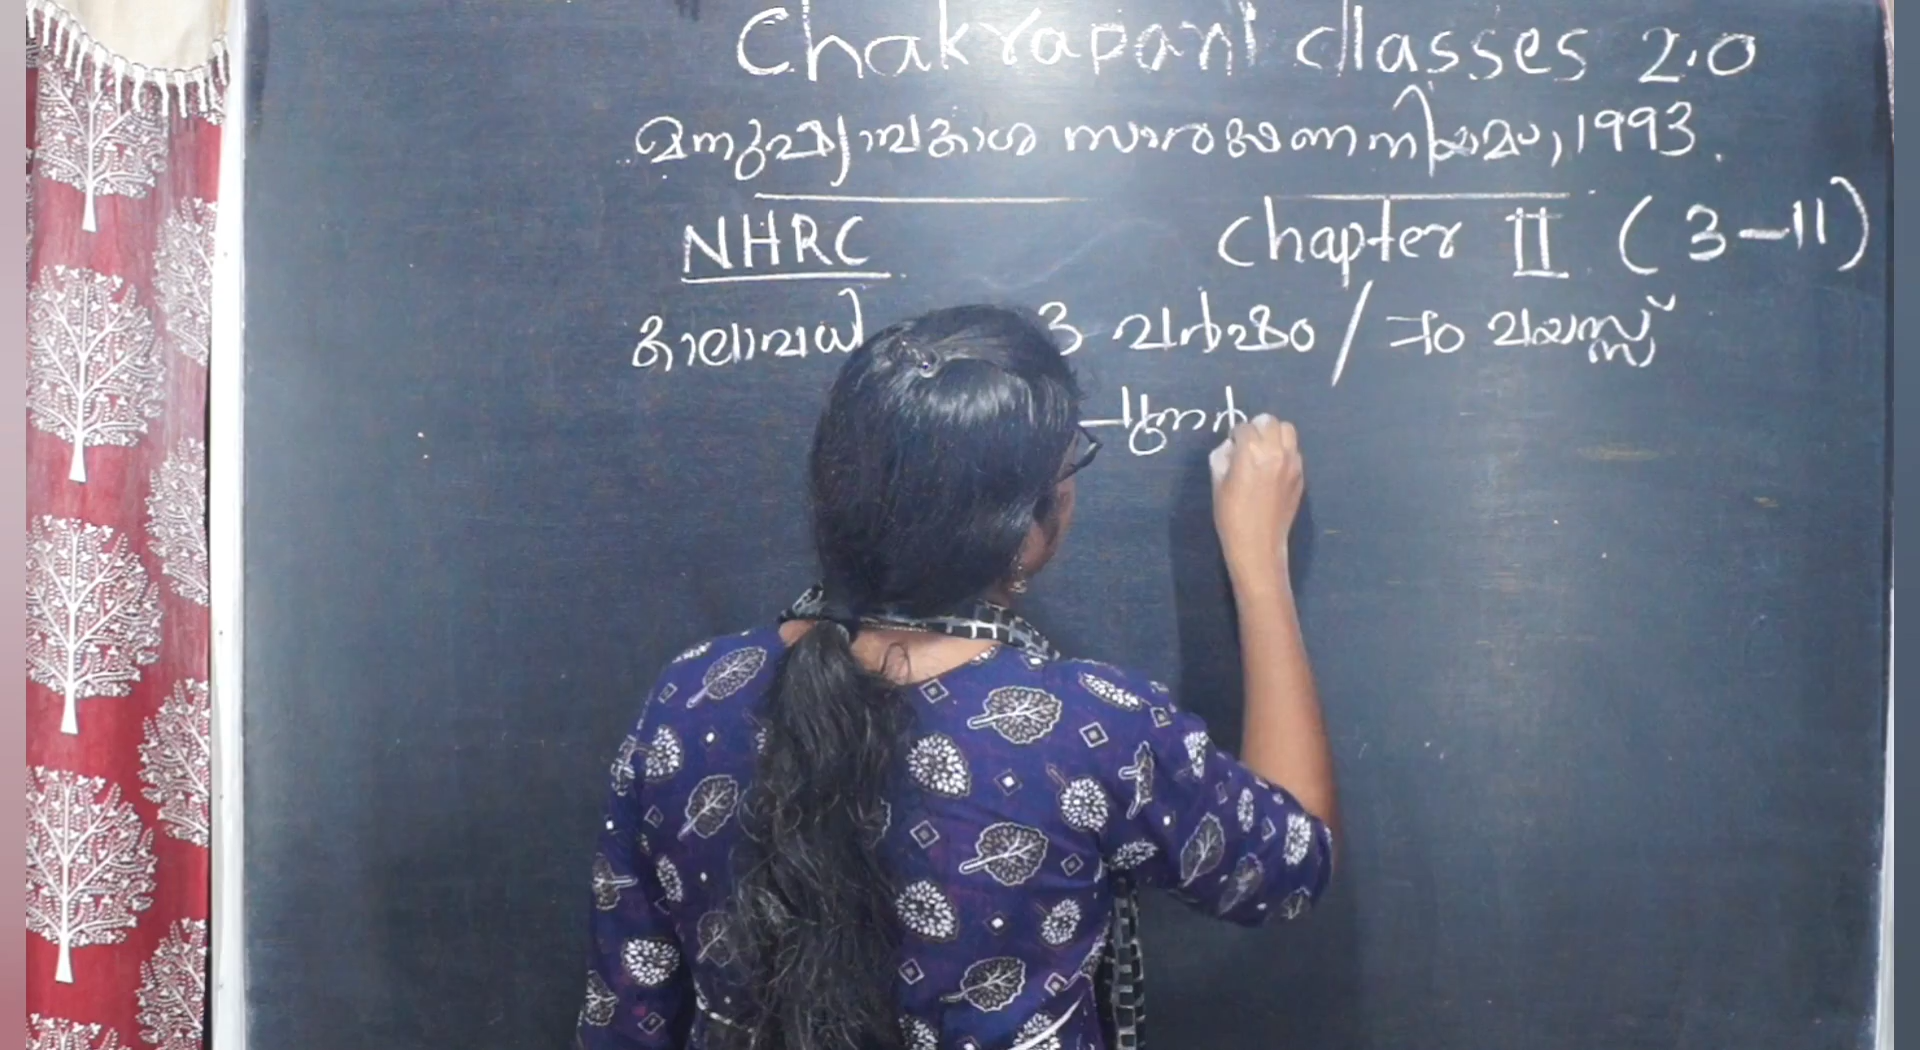 Chakrapani classes 2.0
മനുഷ്യാവകാശ സംരക്ഷണനിയമം, 1993.
NHRC Chapter II (3-11)
കാലാവധി 3 വർഷം / 70 വയസ്സ്
പുനർ